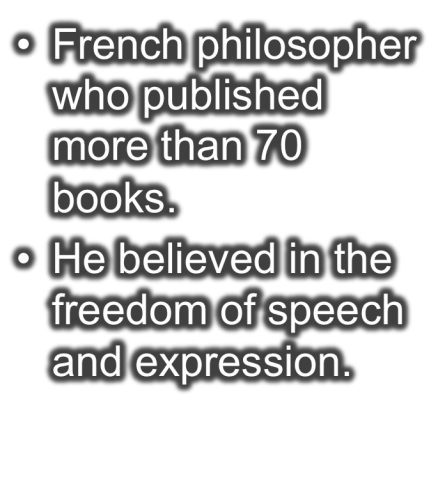 • French philosopher
who published
more than 70
books.
• He believed in the
freedom of speech
and expression.